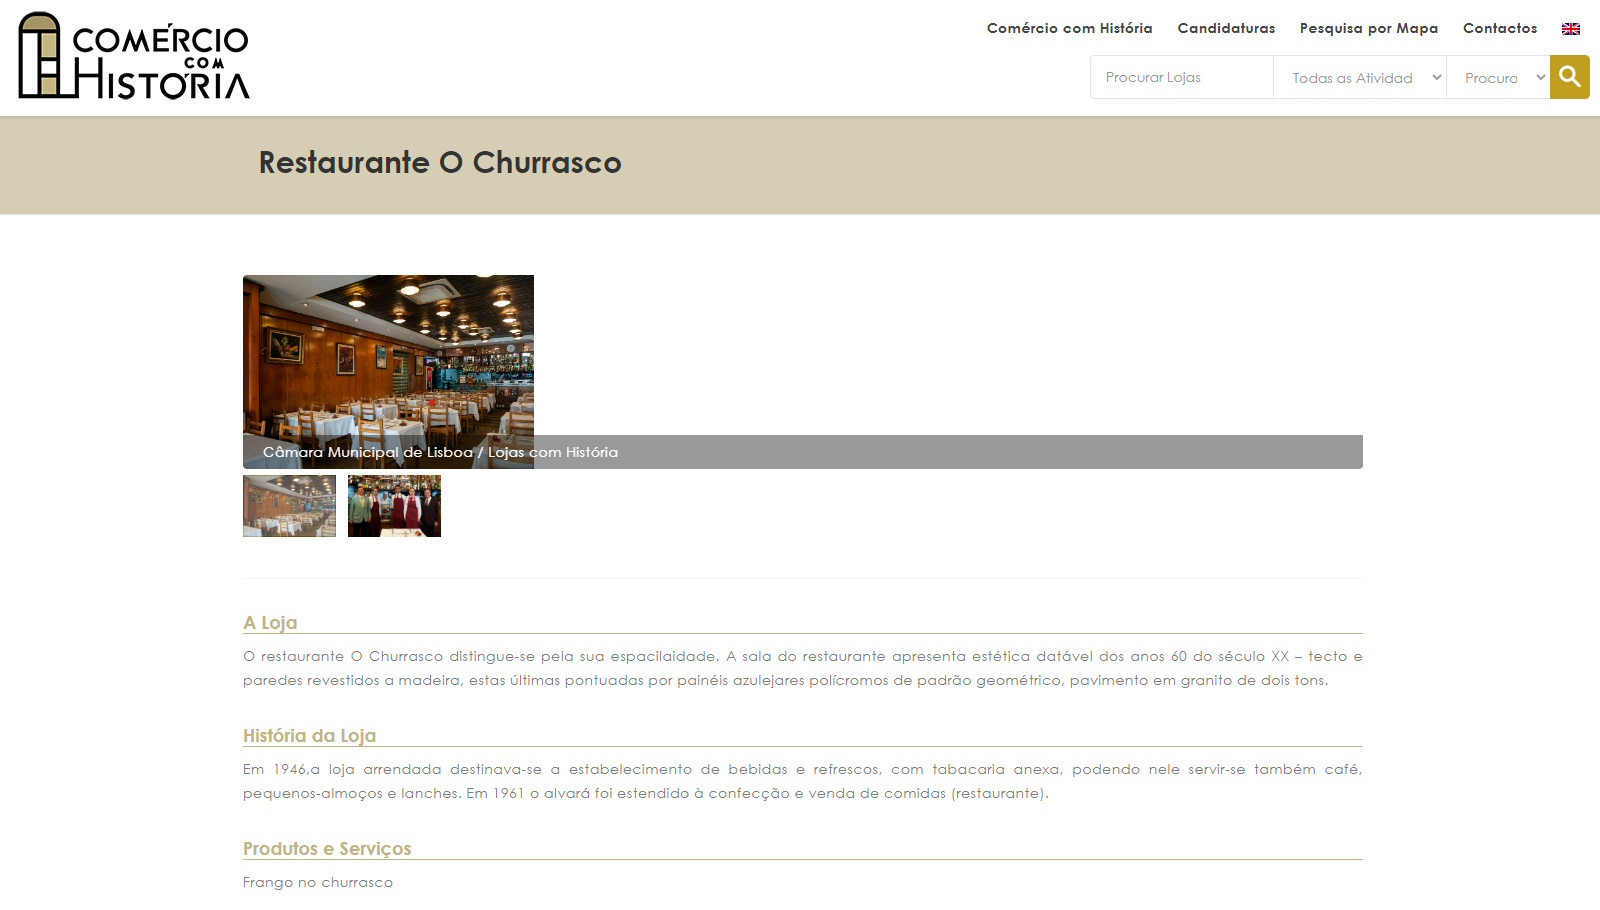 COMÉRCIO
COM
HISTÓRIA
Comércio com História
Candidaturas
Pesquisa por Mapa
Contactos
Procurar Lojas
Todas as Atividad
Procura
Restaurante O Churrasco
Câmara Municipal de Lisboa / Lojas com História
A Loja
O restaurante O Churrasco distingue-se pela sua espacilaidade. A sala do restaurante apresenta estética datável dos anos 60 do século XX – tecto e
paredes revestidos a madeira, estas últimas pontuadas por painéis azulejares polícromos de padrão geométrico, pavimento em granito de dois tons.
História da Loja
Em 1946,a loja arrendada destinava-se a estabelecimento de bebidas e refrescos, com tabacaria anexa, podendo nele servir-se também café,
pequenos-almoços e lanches. Em 1961 o alvará foi estendido à confecção e venda de comidas (restaurante).
Produtos e Serviços
Frango no churrasco